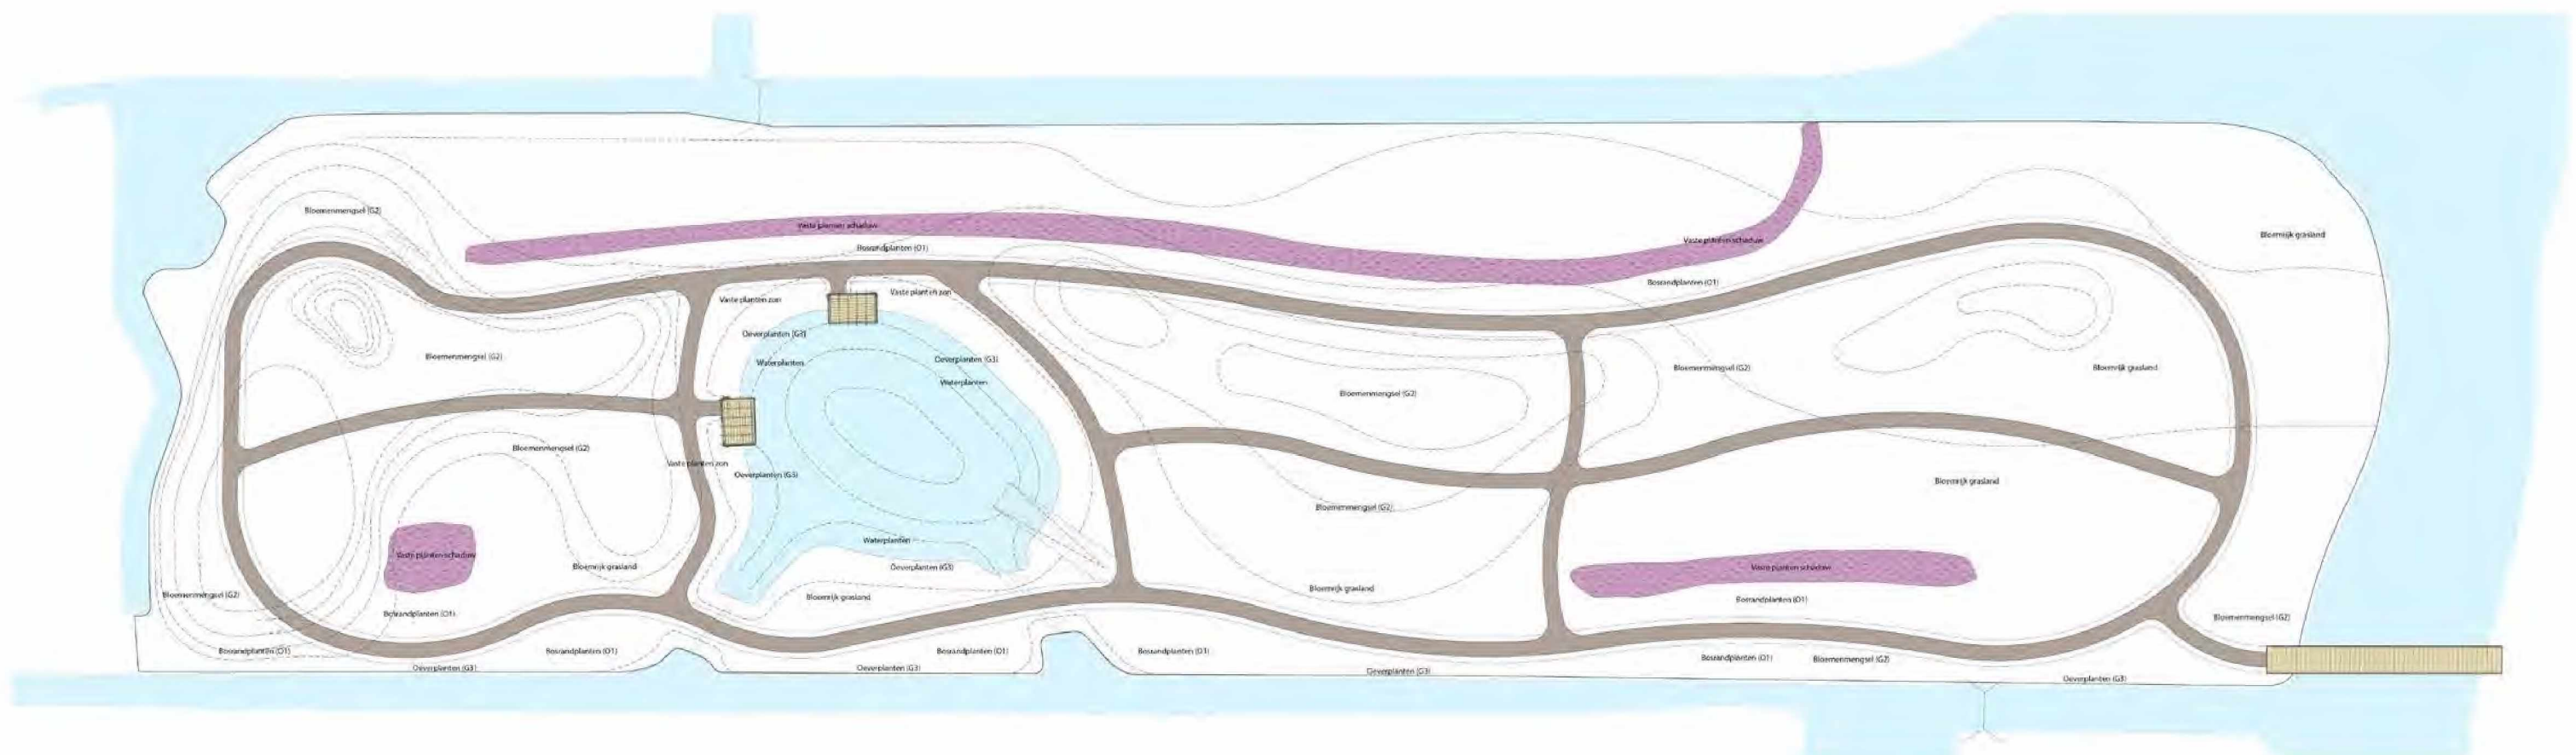 Bloemenmengsel (G2)
Vaste planten schaduw
Bosrandplanten (O1)
Vaste planten schaduw
Bloemrijk grasland
Bosrandplanten (O1)
Vaste planten zon
Vaste planten zon
Oeverplanten (G3)
Waterplanten
Oeverplanten (G3)
Waterplanten
Bloemenmengsel (G2)
Bloemenmengsel (G2)
Bloemenmengsel (G2)
Bloemrijk grasland
Bloemenmengsel (G2)
Vaste planten zon
Oeverplanten (G3)
Bloemrijk grasland
Bloemenmengsel (G2)
Waterplanten
Vaste planten schaduw
Bloemrijk grasland
Oeverplanten (G3)
Vaste planten schaduw
Bloemrijk grasland
Bloemenmengsel (G2)
Bloemrijk grasland
Bosrandplanten (O1)
Bosrandplanten (O1)
Bloemenmengsel (G2)
Bosrandplanten (O1)
Bosrandplanten (O1)
Bosrandplanten (O1)
Bosrandplanten (O1)
Bosrandplanten (O1)
Bloemenmengsel (G2)
Oeverplanten (G3)
Oeverplanten (G3)
Oeverplanten (G3)
Oeverplanten (G3)